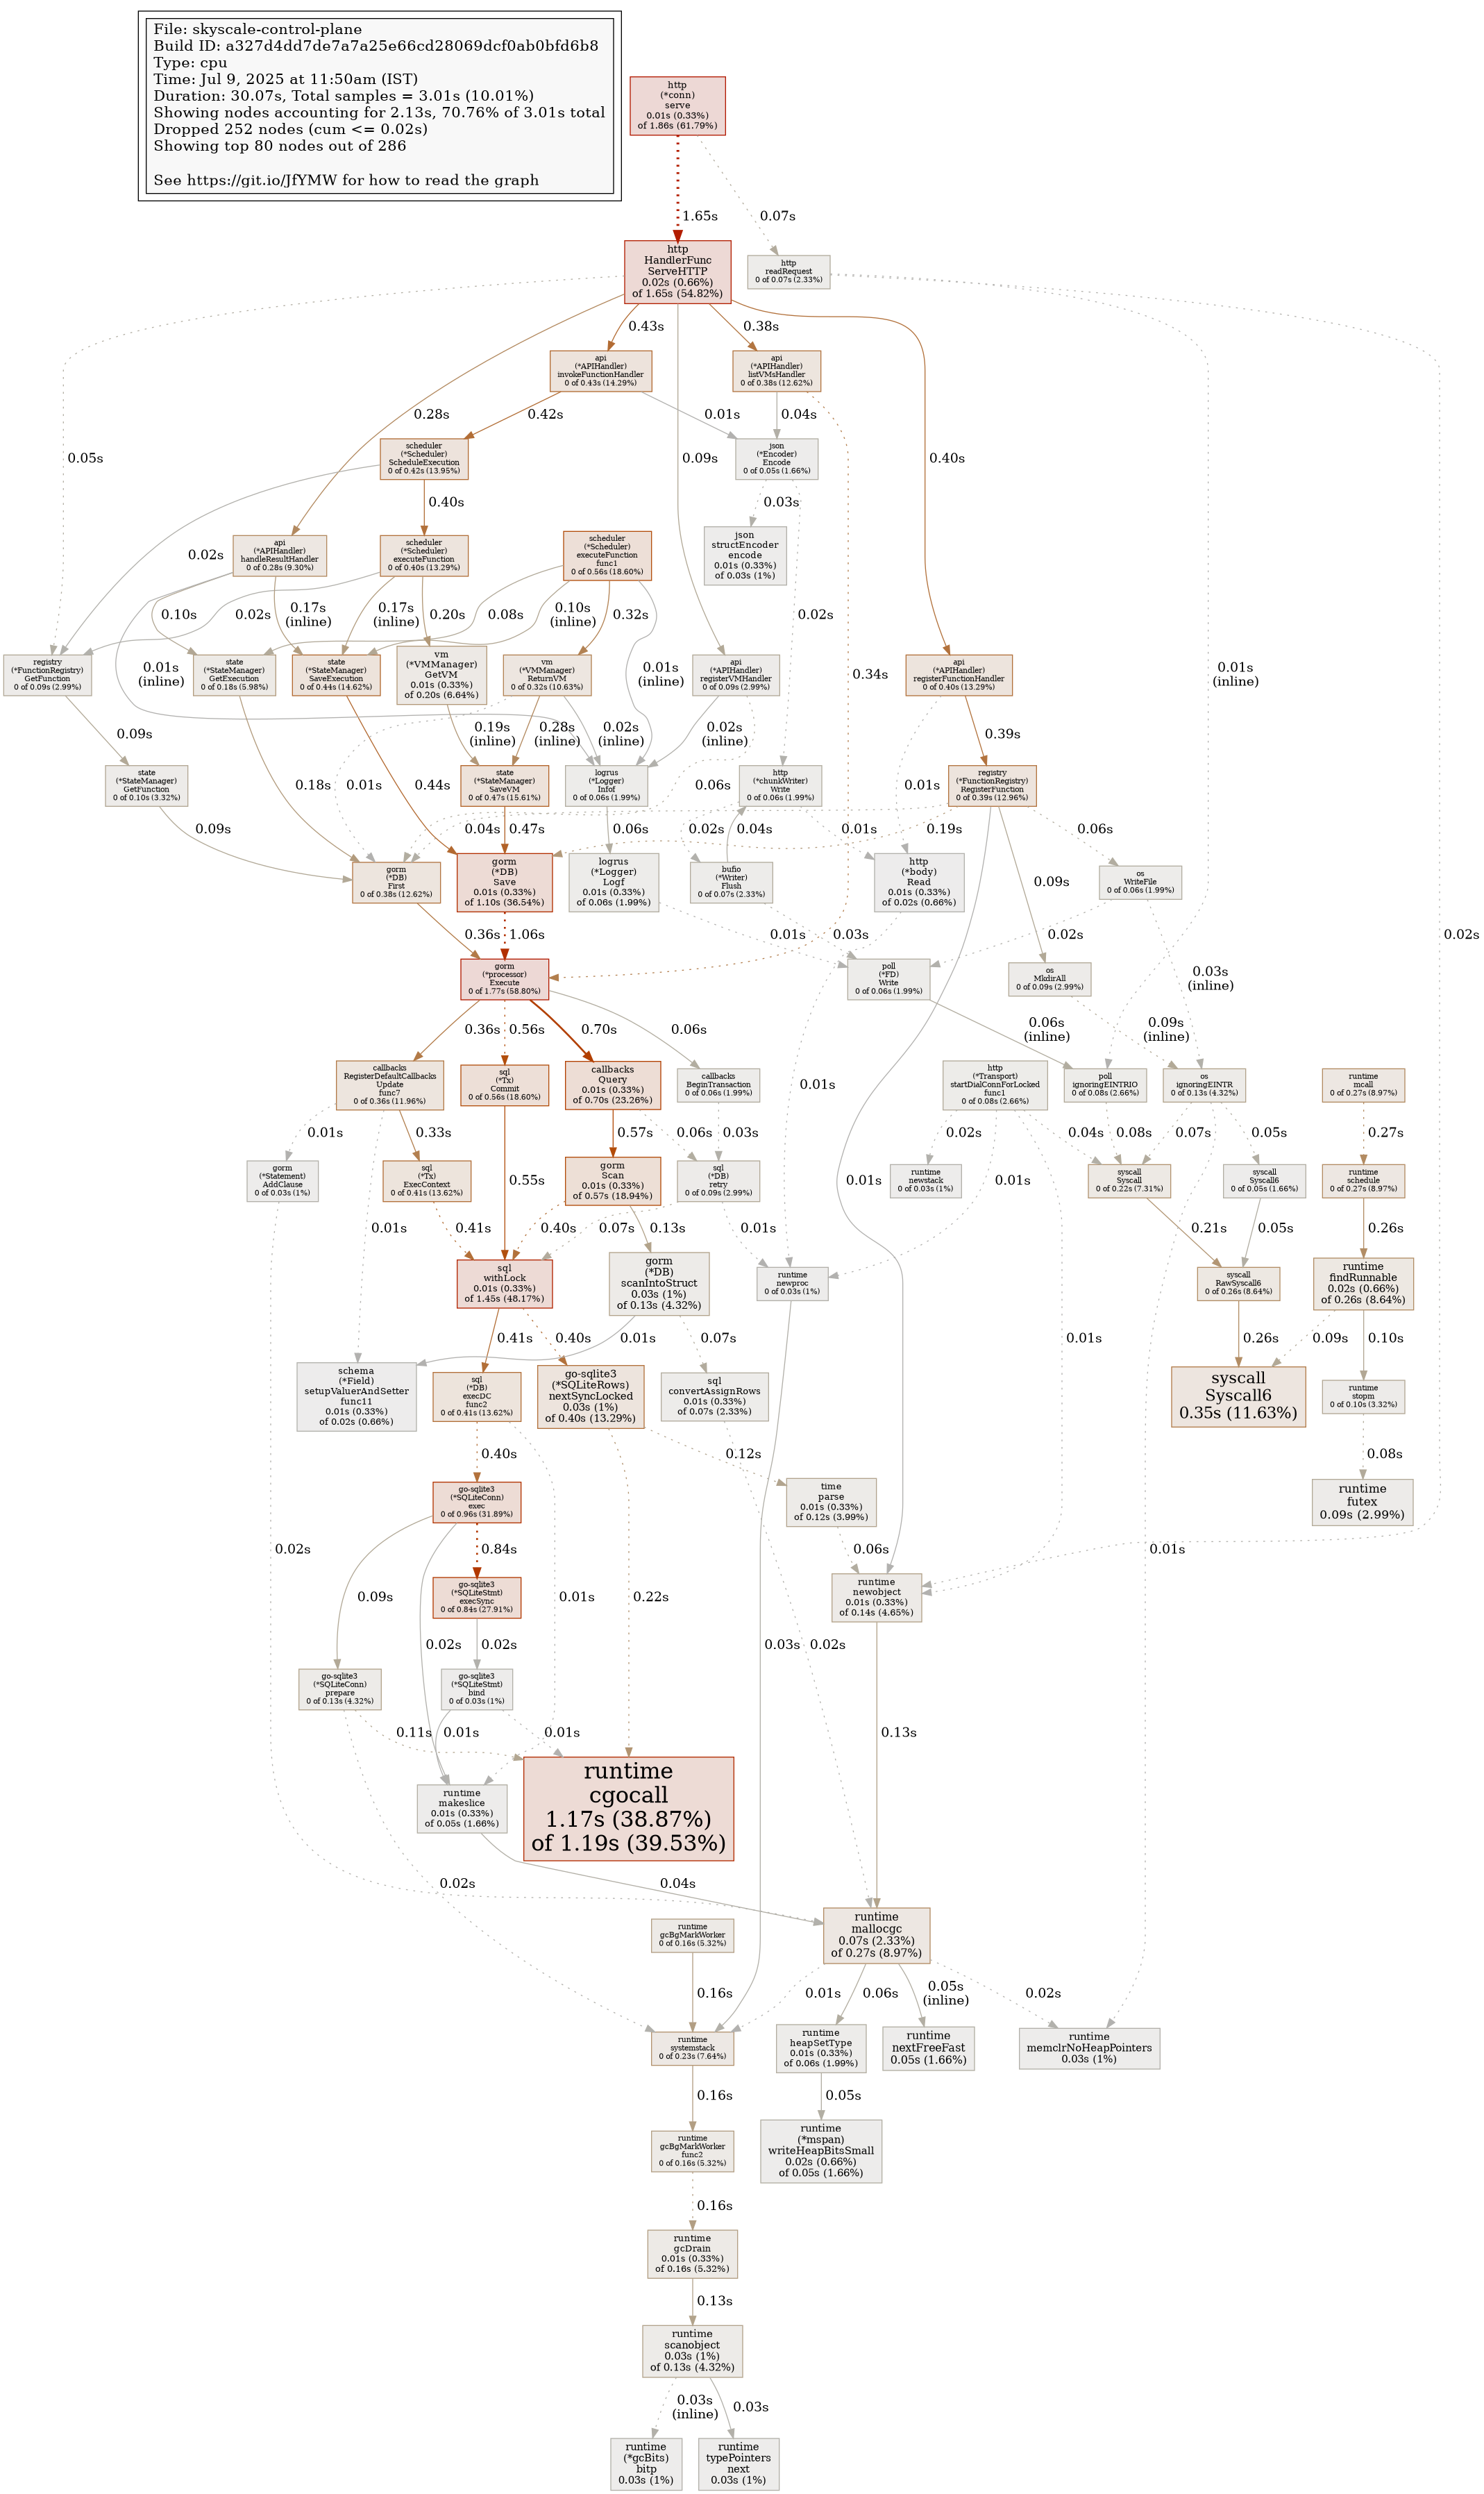 File: skyscale-control-plane
Build ID: a327d4dd7de7a7a25e66cd28069dcf0ab0bfd6b8
Type: cpu
Time: Jul 9, 2025 at 11:50am (IST)
Duration: 30.07s, Total samples = 3.01s (10.01%)
Showing nodes accounting for 2.13s, 70.76% of 3.01s total
Dropped 252 nodes (cum <= 0.02s)
Showing top 80 nodes out of 286
See https://git.io/JfYMW for how to read the graph
http
(*conn)
serve
0.01s (0.33%)
of 1.86s (61.79%)
1.65s
0.07s
http
HandlerFunc
ServeHTTP
0.02s (0.66%)
of 1.65s (54.82%)
http
readRequest
0 of 0.07s (2.33%)
0.43s
0.38s
api
(*APIHandler)
invokeFunctionHandler
0 of 0.43s (14.29%)
api
(*APIHandler)
listVMsHandler
0 of 0.38s (12.62%)
0.28s
0.42s
0.01s
0.04s
0.05s
0.09s
0.40s
scheduler
(*Scheduler)
ScheduleExecution
0 of 0.42s (13.95%)
json
(*Encoder)
Encode
0 of 0.05s (1.66%)
0.40s
0.03s
0.02s
api
(*APIHandler)
handleResultHandler
0 of 0.28s (9.30%)
scheduler
(*Scheduler)
executeFunction
0 of 0.40s (13.29%)
scheduler
(*Scheduler)
executeFunction
func1
0 of 0.56s (18.60%)
json
structEncoder
encode
0.01s (0.33%)
of 0.03s (1%)
0.10s
0.02s
0.17s
(inline)
0.17s
(inline)
0.20s
0.08s
0.10s
(inline)
0.32s
0.02s
0.01s
(inline)
0.01s
(inline)
0.34s
0.01s
(inline)
registry
(*FunctionRegistry)
GetFunction
0 of 0.09s (2.99%)
state
(*StateManager)
GetExecution
0 of 0.18s (5.98%)
state
(*StateManager)
SaveExecution
0 of 0.44s (14.62%)
vm
(*VMManager)
GetVM
0.01s (0.33%)
of 0.20s (6.64%)
vm
(*VMManager)
ReturnVM
0 of 0.32s (10.63%)
api
(*APIHandler)
registerVMHandler
0 of 0.09s (2.99%)
api
(*APIHandler)
registerFunctionHandler
0 of 0.40s (13.29%)
0.09s
0.19s
(inline)
0.28s
(inline)
0.02s
(inline)
0.02s
(inline)
0.39s
state
(*StateManager)
GetFunction
0 of 0.10s (3.32%)
0.18s
0.01s
0.44s
state
(*StateManager)
SaveVM
0 of 0.47s (15.61%)
logrus
(*Logger)
Infof
0 of 0.06s (1.99%)
0.06s
http
(*chunkWriter)
Write
0 of 0.06s (1.99%)
0.01s
registry
(*FunctionRegistry)
RegisterFunction
0 of 0.39s (12.96%)
0.09s
0.04s
0.47s
0.06s
0.02s
0.04s
0.01s
0.19s
0.06s
gorm
(*DB)
First
0 of 0.38s (12.62%)
gorm
(*DB)
Save
0.01s (0.33%)
of 1.10s (36.54%)
logrus
(*Logger)
Logf
0.01s (0.33%)
of 0.06s (1.99%)
bufio
(*Writer)
Flush
0 of 0.07s (2.33%)
http
(*body)
Read
0.01s (0.33%)
of 0.02s (0.66%)
0.09s
os
WriteFile
0 of 0.06s (1.99%)
0.36s
1.06s
0.01s
0.03s
0.02s
0.02s
gorm
(*processor)
Execute
0 of 1.77s (58.80%)
poll
(*FD)
Write
0 of 0.06s (1.99%)
os
MkdirAll
0 of 0.09s (2.99%)
0.03s
(inline)
0.36s
0.56s
0.70s
0.06s
0.06s
(inline)
0.09s
(inline)
callbacks
RegisterDefaultCallbacks
Update
func7
0 of 0.36s (11.96%)
sql
(*Tx)
Commit
0 of 0.56s (18.60%)
callbacks
Query
0.01s (0.33%)
of 0.70s (23.26%)
callbacks
BeginTransaction
0 of 0.06s (1.99%)
0.01s
http
(*Transport)
startDialConnForLocked
func1
0 of 0.08s (2.66%)
poll
ignoringEINTRIO
0 of 0.08s (2.66%)
os
ignoringEINTR
0 of 0.13s (4.32%)
runtime
mcall
0 of 0.27s (8.97%)
0.01s
0.33s
0.57s
0.06s
0.03s
0.02s
0.04s
0.08s
0.07s
0.05s
0.27s
gorm
(*Statement)
AddClause
0 of 0.03s (1%)
sql
(*Tx)
ExecContext
0 of 0.41s (13.62%)
0.55s
gorm
Scan
0.01s (0.33%)
of 0.57s (18.94%)
sql
(*DB)
retry
0 of 0.09s (2.99%)
0.01s
runtime
newstack
0 of 0.03s (1%)
0.01s
syscall
Syscall
0 of 0.22s (7.31%)
syscall
Syscall6
0 of 0.05s (1.66%)
runtime
schedule
0 of 0.27s (8.97%)
0.01s
0.41s
0.40s
0.07s
0.13s
0.01s
0.21s
0.05s
0.26s
sql
withLock
0.01s (0.33%)
of 1.45s (48.17%)
gorm
(*DB)
scanIntoStruct
0.03s (1%)
of 0.13s (4.32%)
runtime
newproc
0 of 0.03s (1%)
syscall
RawSyscall6
0 of 0.26s (8.64%)
runtime
findRunnable
0.02s (0.66%)
of 0.26s (8.64%)
0.41s
0.40s
0.01s
0.07s
0.01s
0.26s
0.09s
0.10s
schema
(*Field)
setupValuerAndSetter
func11
0.01s (0.33%)
of 0.02s (0.66%)
sql
(*DB)
execDC
func2
0 of 0.41s (13.62%)
go-sqlite3
(*SQLiteRows)
nextSyncLocked
0.03s (1%)
of 0.40s (13.29%)
sql
convertAssignRows
0.01s (0.33%)
of 0.07s (2.33%)
syscall
Syscall6
0.35s (11.63%)
runtime
stopm
0 of 0.10s (3.32%)
0.40s
0.12s
0.08s
go-sqlite3
(*SQLiteConn)
exec
0 of 0.96s (31.89%)
time
parse
0.01s (0.33%)
of 0.12s (3.99%)
runtime
futex
0.09s (2.99%)
0.02s
0.09s
0.84s
0.01s
0.22s
0.06s
0.01s
go-sqlite3
(*SQLiteStmt)
execSync
0 of 0.84s (27.91%)
runtime
newobject
0.01s (0.33%)
of 0.14s (4.65%)
0.02s
0.02s
0.03s
0.02s
go-sqlite3
(*SQLiteConn)
prepare
0 of 0.13s (4.32%)
go-sqlite3
(*SQLiteStmt)
bind
0 of 0.03s (1%)
0.11s
0.01s
0.01s
0.13s
runtime
makeslice
0.01s (0.33%)
of 0.05s (1.66%)
runtime
cgocall
1.17s (38.87%)
of 1.19s (39.53%)
0.02s
0.04s
runtime
gcBgMarkWorker
0 of 0.16s (5.32%)
runtime
mallocgc
0.07s (2.33%)
of 0.27s (8.97%)
0.16s
0.01s
0.06s
0.05s
(inline)
0.02s
runtime
systemstack
0 of 0.23s (7.64%)
runtime
heapSetType
0.01s (0.33%)
of 0.06s (1.99%)
runtime
nextFreeFast
0.05s (1.66%)
runtime
memclrNoHeapPointers
0.03s (1%)
0.16s
0.05s
runtime
gcBgMarkWorker
func2
0 of 0.16s (5.32%)
runtime
(*mspan)
writeHeapBitsSmall
0.02s (0.66%)
of 0.05s (1.66%)
0.16s
runtime
gcDrain
0.01s (0.33%)
of 0.16s (5.32%)
0.13s
runtime
scanobject
0.03s (1%)
of 0.13s (4.32%)
0.03s
(inline)
0.03s
runtime
(*gcBits)
bitp
0.03s (1%)
runtime
typePointers
next
0.03s (1%)